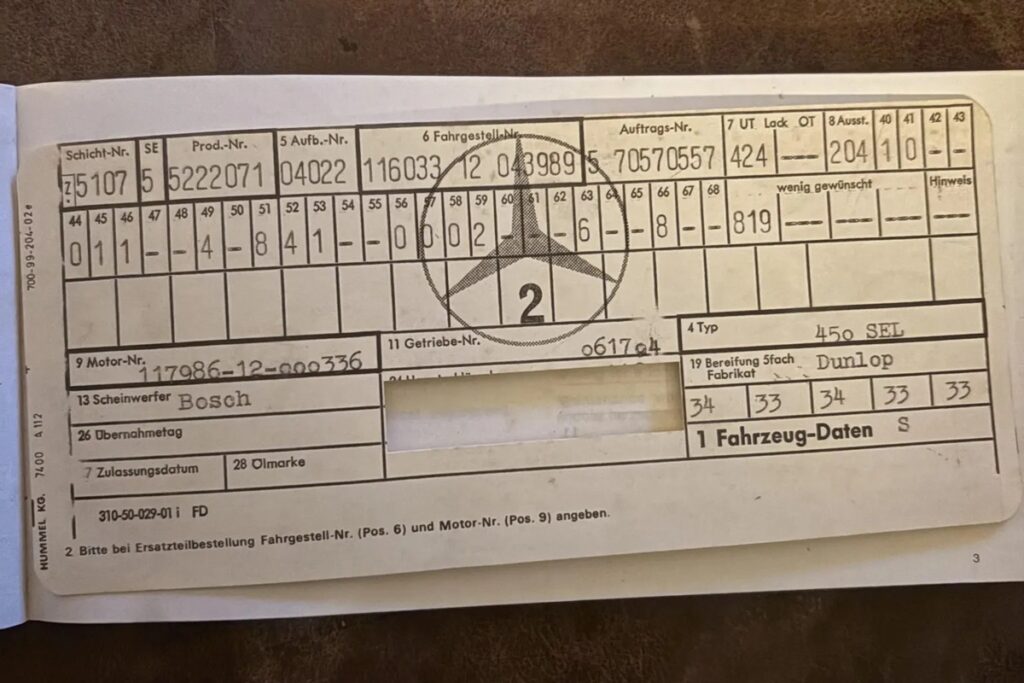 Schicht-Nr. SE Prod.-Nr. 5 Aufb.-Nr. 6 Fahrgestell-Nr. Auftrags-Nr. 7 UT Lack OT 8 Ausst. 40 41 42 43
5107 5 5222071 04022 116033 12 043989 5 70570557 424 --- 204 1 0 - -
44 45 46 47 48 49 50 51 52 53 54 55 56 57 58 59 60 61 62 63 64 65 66 67 68 wenig gewünscht Hinweis
0 1 1 - - 4 - 8 4 1 - - 0 0 0 2 - - - 6 - - 8 - - 819 --- --- --- ---
2
9 Motor-Nr. 117986-12-000336
11 Getriebe-Nr. 061704
4 Typ 450 SEL
13 Scheinwerfer Bosch
19 Bereifung 5fach Dunlop
Fabrikat
34 33 34 33 33
26 Übernahmetag
1 Fahrzeug-Daten S
7 Zulassungsdatum 28 Ölmarke
310-50-029-01 i FD
2 Bitte bei Ersatzteilbestellung Fahrgestell-Nr. (Pos. 6) und Motor-Nr. (Pos. 9) angeben.
HUMMEL KG. 7400 A 112
700-99-204-02e
3